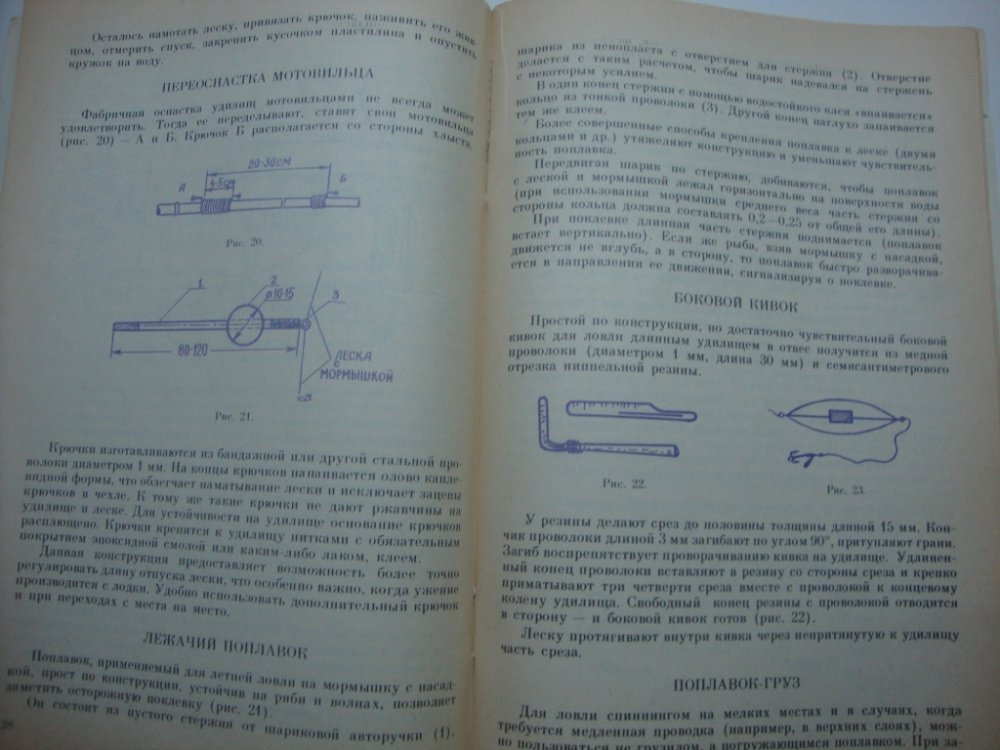 Осталось намотать леску, привязать крючок, наживить его жив-
цом, отмерить спуск, закрепить кусочком пластилина и опустить
кружок на воду.
ПЕРЕОСНАСТКА МОТОВИЛЬЦА
Фабричная оснастка удилищ мотовильцами не всегда может
удовлетворить. Тогда ее переделывают, ставят свои мотовильца
(рис. 20) — А и Б. Крючок Б располагается со стороны хлыста.
20-30см
А
4-5см
Б
Рис. 20.
1
2
ø10-15
3
80-120
ЛЕСКА
С
МОРМЫШКОЙ
Рис. 21.
Крючки изготавливаются из бандажной или другой стальной про-
волоки диаметром 1 мм. На концы крючков напаивается олово капле-
видной формы, что облегчает наматывание лески и исключает зацепы
крючков в чехле. К тому же такие крючки не дают ржавчины на
удилище и леске. Для устойчивости на удилище основание крючков
расплющено. Крючки крепятся к удилищу нитками с обязательным
покрытием эпоксидной смолой или каким-либо лаком, клеем.
Данная конструкция предоставляет возможность более точно
регулировать длину отпуска лески, что особенно важно, когда ужение
производится с лодки. Удобно использовать дополнительный крючок
и при переходах с места на место.
ЛЕЖАЧИЙ ПОПЛАВОК
Поплавок, применяемый для летней ловли на мормышку с насад-
кой, прост по конструкции, устойчив на ряби и волнах, позволяет
заметить осторожную поклевку (рис. 21).
Он состоит из пустого стержня от шариковой авторучки (1),
28
шарика из пенопласта с отверстием для стержня (2). Отверстие
делается с таким расчетом, чтобы шарик надевался на стержень
с некоторым усилием.
В один конец стержня с помощью водостойкого клея «впаивается»
кольцо из тонкой проволоки (3). Другой конец наглухо запаивается
тем же клеем.
Более совершенные способы крепления поплавка к леске (двумя
кольцами и др.) утяжеляют конструкцию и уменьшают чувствитель-
ность поплавка.
Передвигая шарик по стержню, добиваются, чтобы поплавок
с леской и мормышкой лежал горизонтально на поверхности воды
(при использовании мормышки среднего веса часть стержня со
стороны кольца должна составлять 0,2—0,25 от общей его длины).
При поклевке длинная часть стержня поднимается (поплавок
встает вертикально). Если же рыба, взяв мормышку с насадкой,
движется не вглубь, а в сторону, то поплавок быстро разворачива-
ется в направлении ее движения, сигнализируя о поклевке.
БОКОВОЙ КИВОК
Простой по конструкции, но достаточно чувствительный боковой
кивок для ловли длинным удилищем в отвес получится из медной
проволоки (диаметром 1 мм, длина 30 мм) и семисантиметрового
отрезка ниппельной резины.
Рис. 22.
Рис. 23.
У резины делают срез до половины толщины длиной 15 мм. Кон-
чик проволоки длиной 3 мм загибают по углом 90°, притупляют грани.
Загиб воспрепятствует проворачиванию кивка на удилище. Удлинен-
ный конец проволоки вставляют в резину со стороны среза и крепко
приматывают три четверти среза вместе с проволокой к концевому
колену удилища. Свободный конец резины с проволокой отводится
в сторону — и боковой кивок готов (рис. 22).
Леску протягивают внутри кивка через непритянутую к удилищу
часть среза.
ПОПЛАВОК-ГРУЗ
Для ловли спиннингом на мелких местах и в случаях, когда
требуется медленная проводка (например, в верхних слоях), мож-
но пользоваться не грузилом, а погружающимся поплавком. При за-